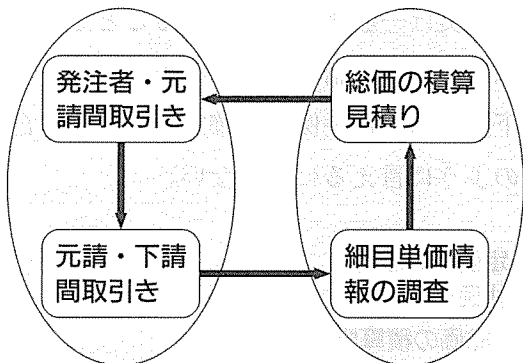 発注者・元
請間取引き
総価の積算
見積り
元請・下請
間取引き
細目単価情
報の調査